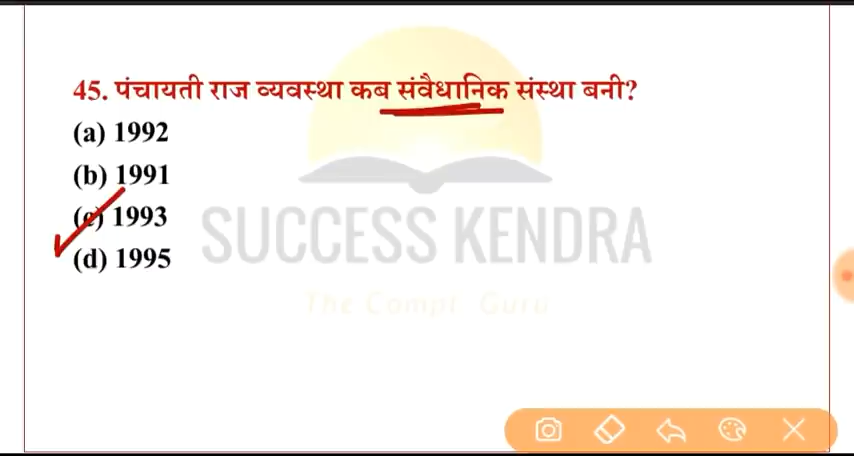 45. पंचायती राज व्यवस्था कब संवैधानिक संस्था बनी?
(a) 1992
(b) 1991
(c) 1993
(d) 1995
SUCCESS KENDRA
The Compt. Guru